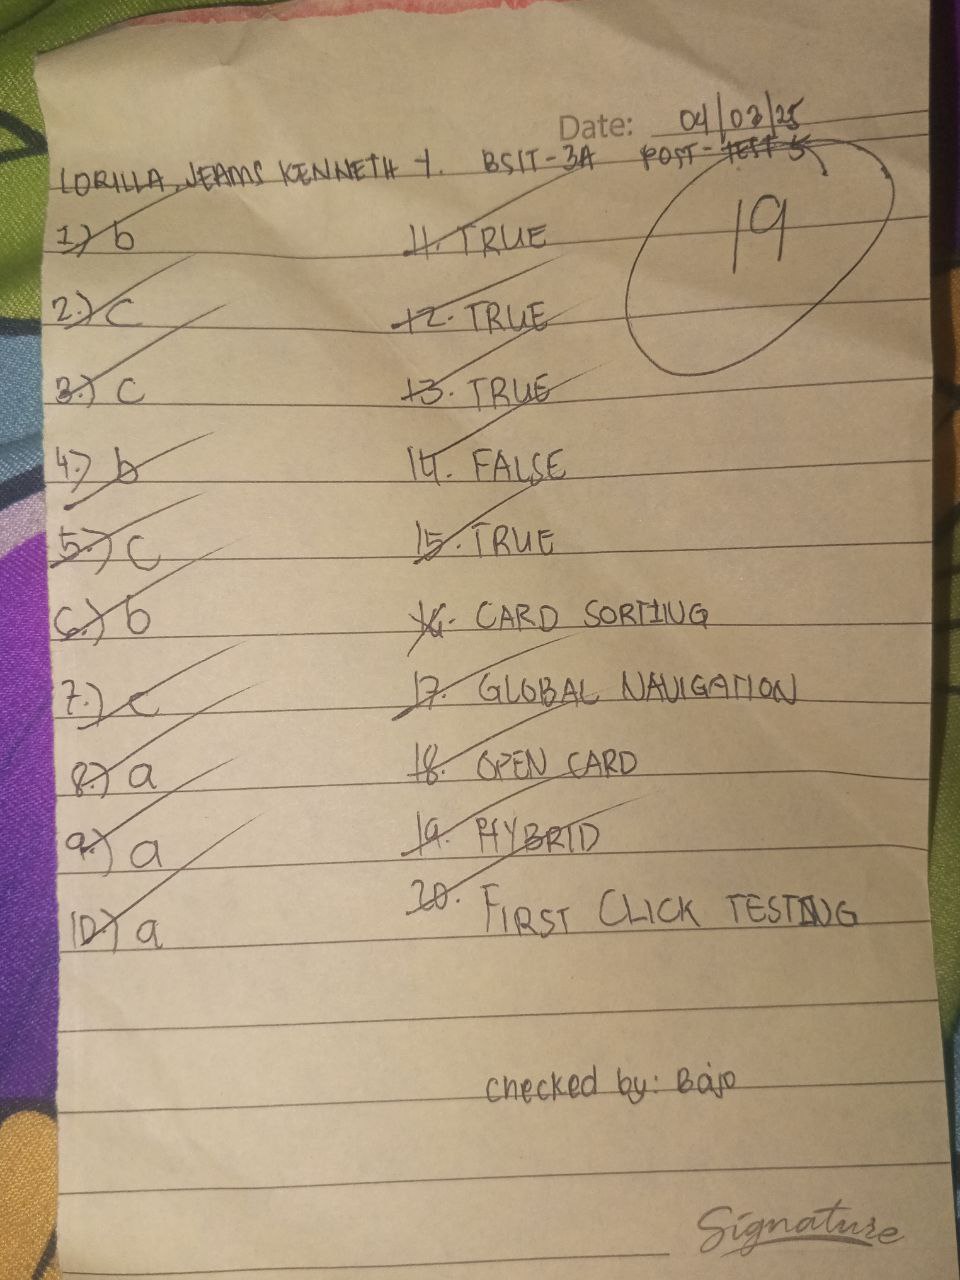 Date: 04/03/25
LORILLA, JEAMS KENNETH Y. BSIT-3A POST-TEST 5
19
1.) b
2.) c
3.) c
4.) b
5.) c
6.) b
7.) c
8.) a
9.) a
10.) a
11. TRUE
12. TRUE
13. TRUE
14. FALSE
15. TRUE
16. CARD SORTING
17. GLOBAL NAVIGATION
18. OPEN CARD
19. HYBRID
20. FIRST CLICK TESTING
checked by: Bajo
Signature